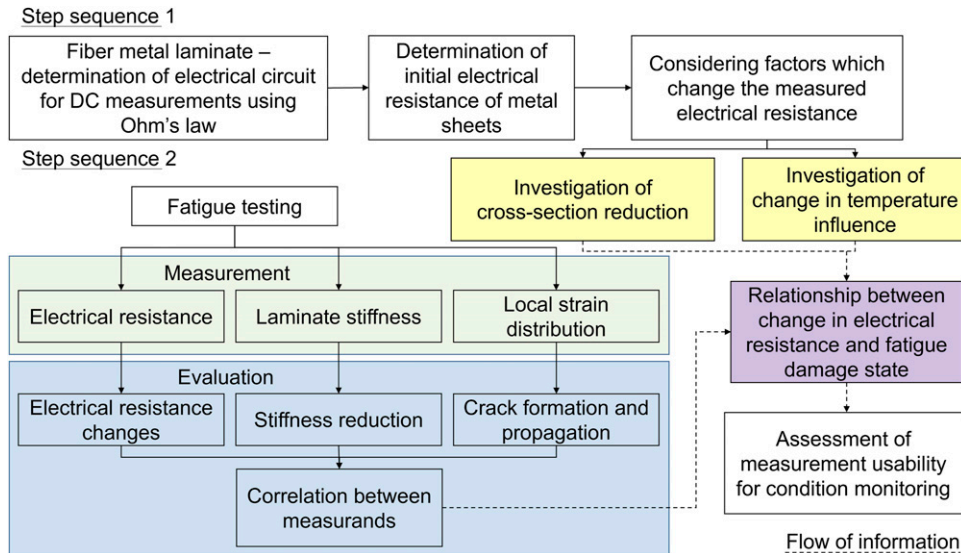 Step sequence 1
Fiber metal laminate –
determination of electrical circuit
for DC measurements using
Ohm's law
Determination of
initial electrical
resistance of metal
sheets
Considering factors which
change the measured
electrical resistance
Step sequence 2
Investigation of
cross-section reduction
Investigation of
change in temperature
influence
Fatigue testing
Measurement
Electrical resistance
Laminate stiffness
Local strain
distribution
Relationship between
change in electrical
resistance and fatigue
damage state
Evaluation
Electrical resistance
changes
Stiffness reduction
Crack formation and
propagation
Correlation between
measurands
Assessment of
measurement usability
for condition monitoring
Flow of information